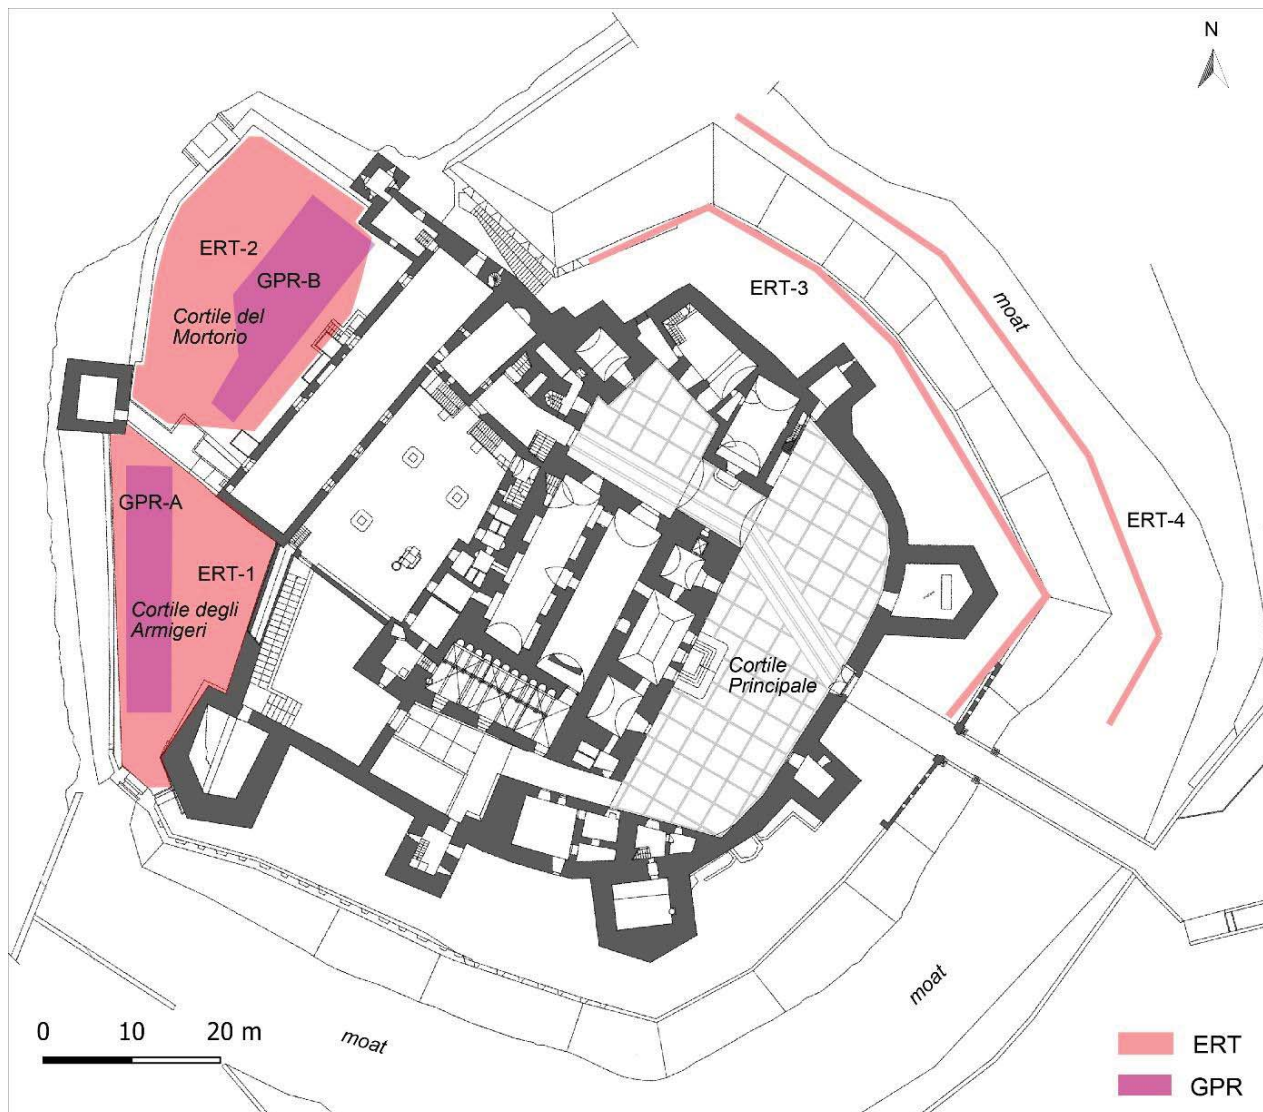 N
ERT-2
GPR-B
Cortile del
Mortorio
ERT-3
moat
GPR-A
ERT-1
Cortile degli
Armigeri
ERT-4
Cortile
Principale
moat
moat
0 10 20 m
ERT
GPR